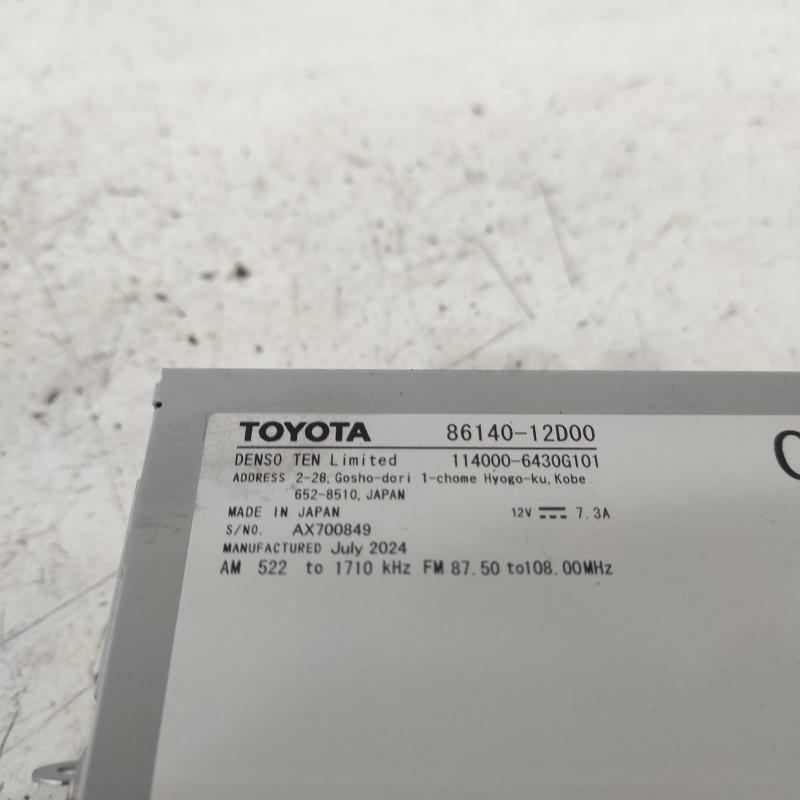 TOYOTA 86140-12D00
DENSO TEN Limited 114000-6430G101
ADDRESS 2-28, Gosho-dori 1-chome Hyogo-ku, Kobe
652-8510, JAPAN
MADE IN JAPAN 12V 7.3A
S/NO. AX700849
MANUFACTURED July 2024
AM 522 to 1710 kHz FM 87.50 to108.00MHz